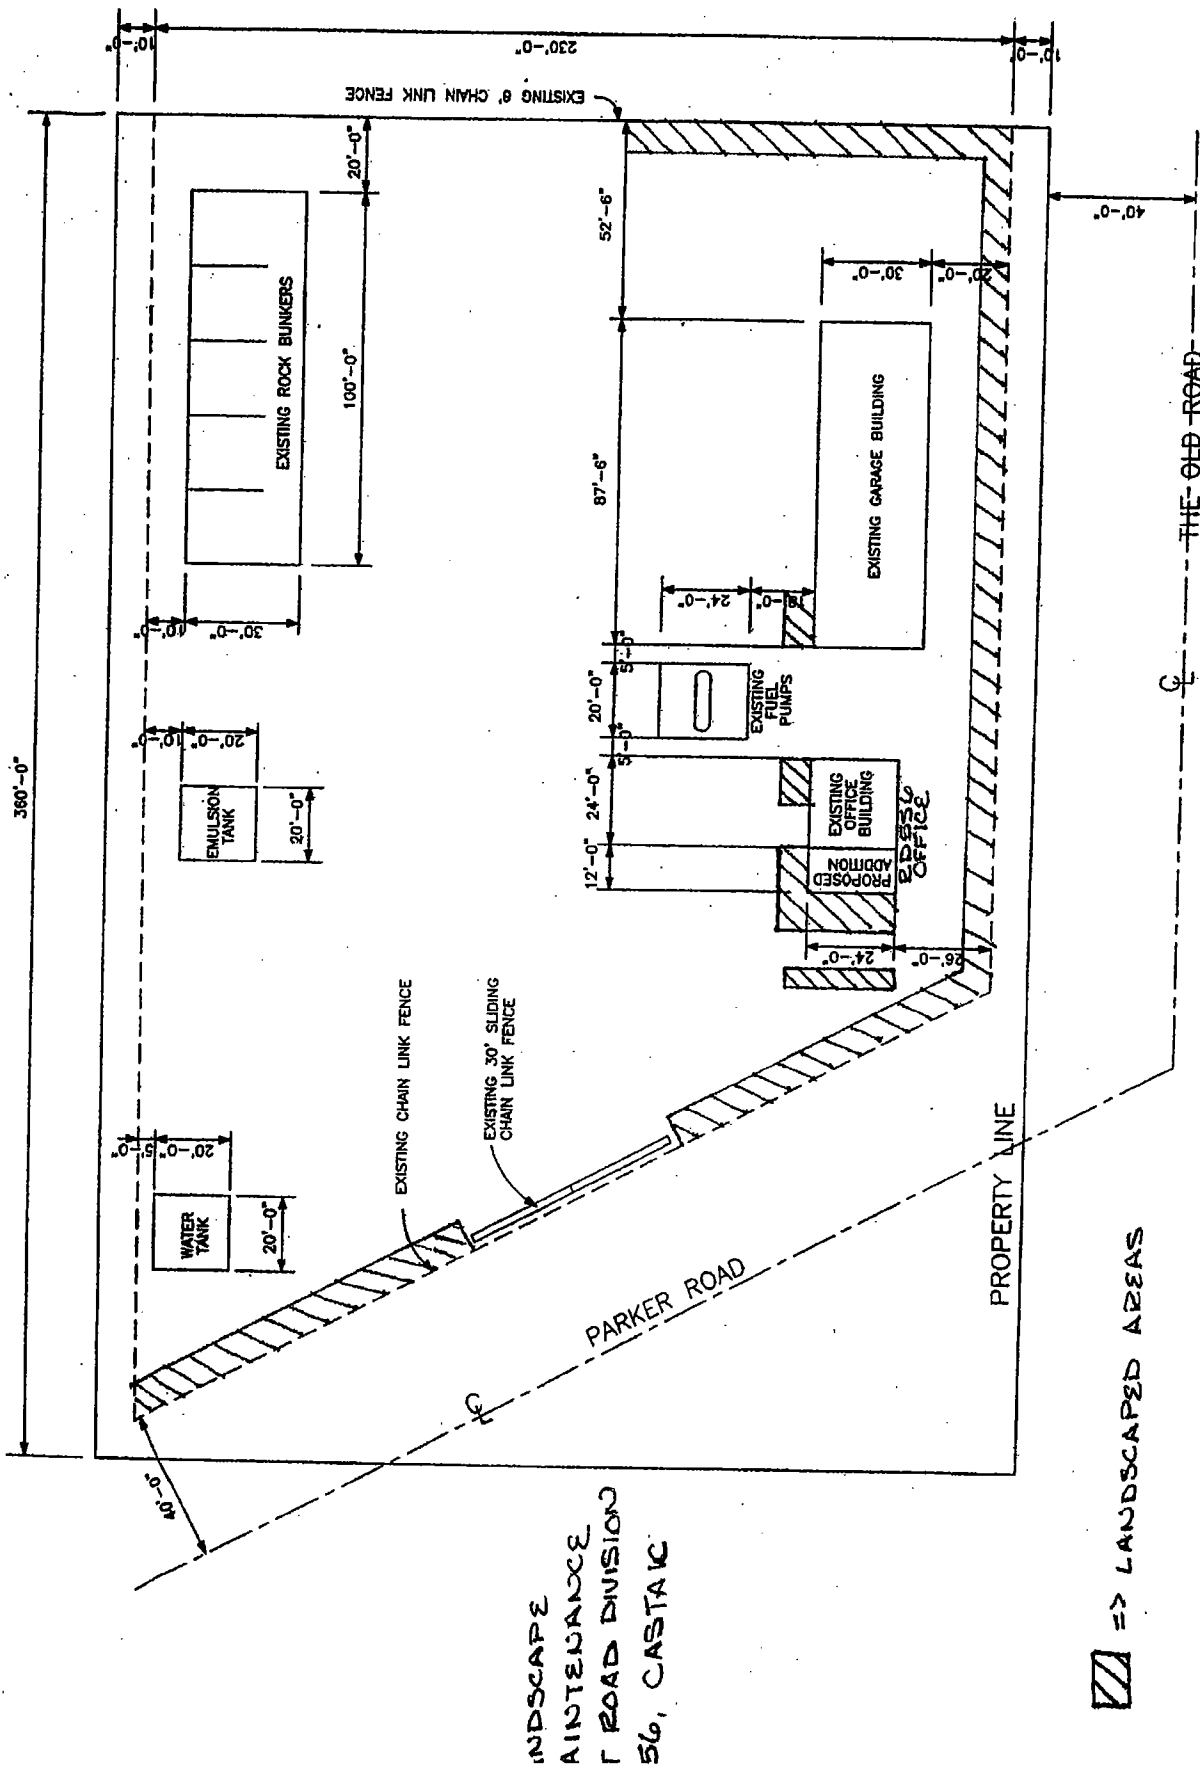 360'-0"
10'-0"
230'-0"
10'-0"
EXISTING 8' CHAIN LINK FENCE
20'-0"
100'-0"
EXISTING ROCK BUNKERS
10'-0"
30'-0"
EMULSION
TANK
20'-0"
10'-0"
20'-0"
WATER
TANK
20'-0"
5'-0"
20'-0"
52'-6"
87'-6"
5'-0"
20'-0"
5'-0"
24'-0"
12'-0"
24'-0"
18'-0"
EXISTING
FUEL
PUMPS
30'-0"
20'-0"
EXISTING GARAGE BUILDING
EXISTING
OFFICE
BUILDING
PROPOSED
ADDITION
RD556
OFFICE
24'-0"
26'-0"
EXISTING CHAIN LINK FENCE
EXISTING 30' SLIDING
CHAIN LINK FENCE
40'-0"
PARKER ROAD
PROPERTY LINE
40'-0"
THE OLD ROAD
NDSCAPE
AINTENANCE
T ROAD DIVISION
56, CASTAIC
=> LANDSCAPED AREAS